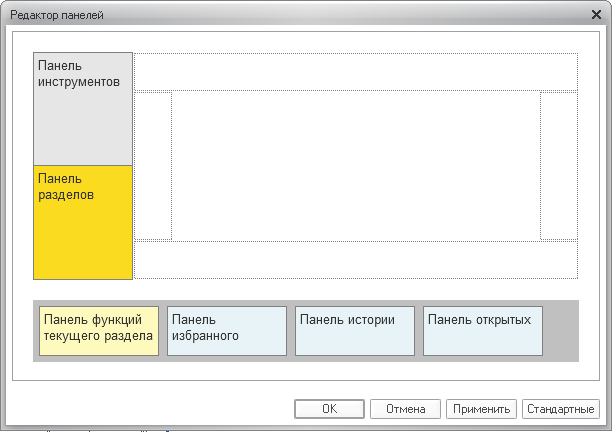 Редактор панелей
Панель
инструментов
Панель
разделов
Панель функций
текущего раздела
Панель
избранного
Панель истории
Панель открытых
OK
Отмена
Применить
Стандартные